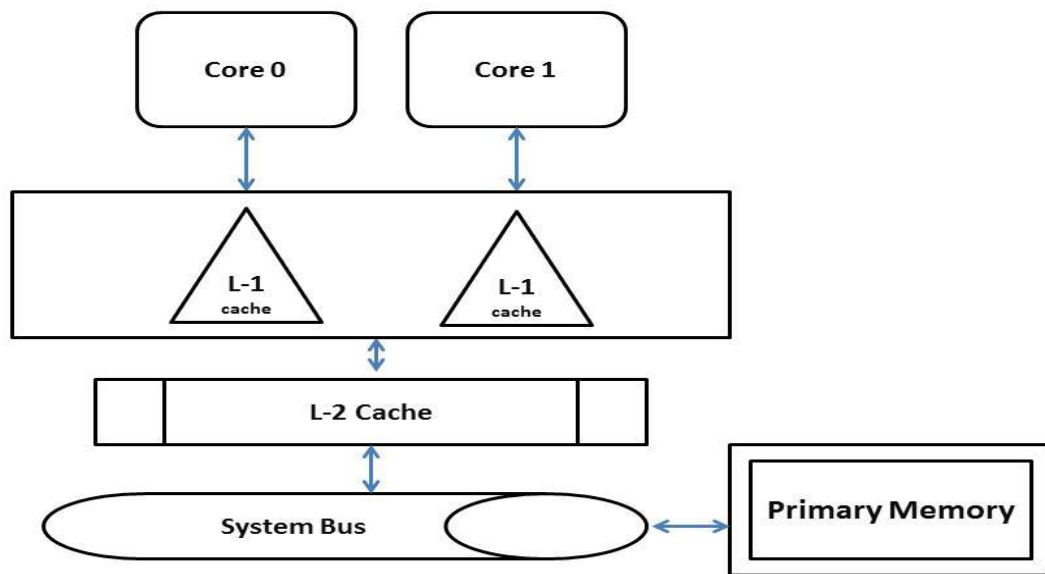 Core 0
Core 1
L-1
cache
L-1
cache
L-2 Cache
System Bus
Primary Memory